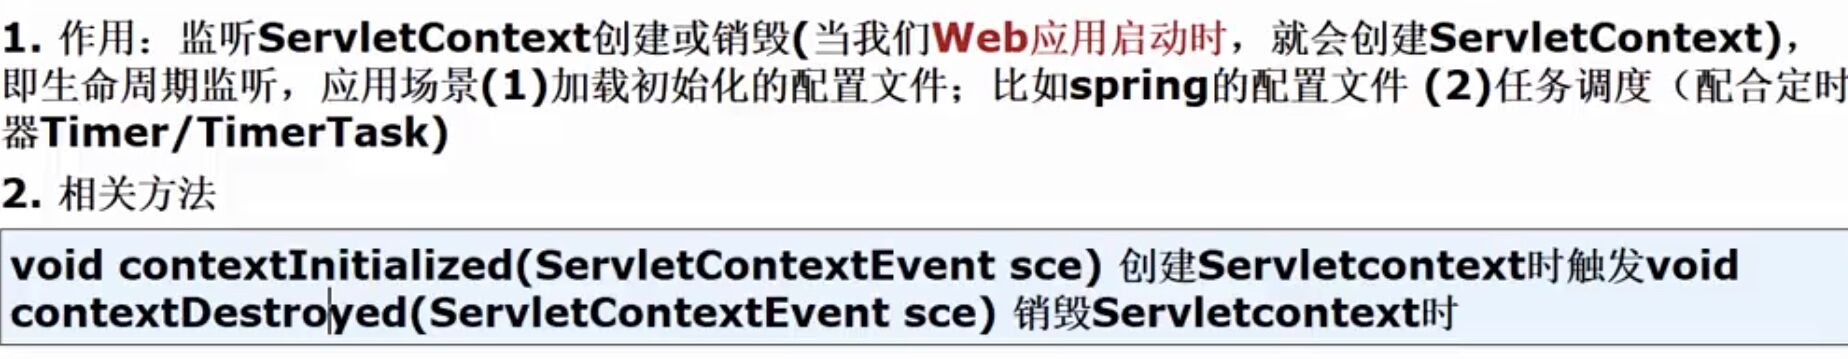 1. 作用：监听ServletContext创建或销毁(当我们Web应用启动时，就会创建ServletContext)，
即生命周期监听，应用场景(1)加载初始化的配置文件；比如spring的配置文件 (2)任务调度（配合定时
器Timer/TimerTask)
2. 相关方法
void contextInitialized(ServletContextEvent sce) 创建Servletcontext时触发void
contextDestroyed(ServletContextEvent sce) 销毁Servletcontext时